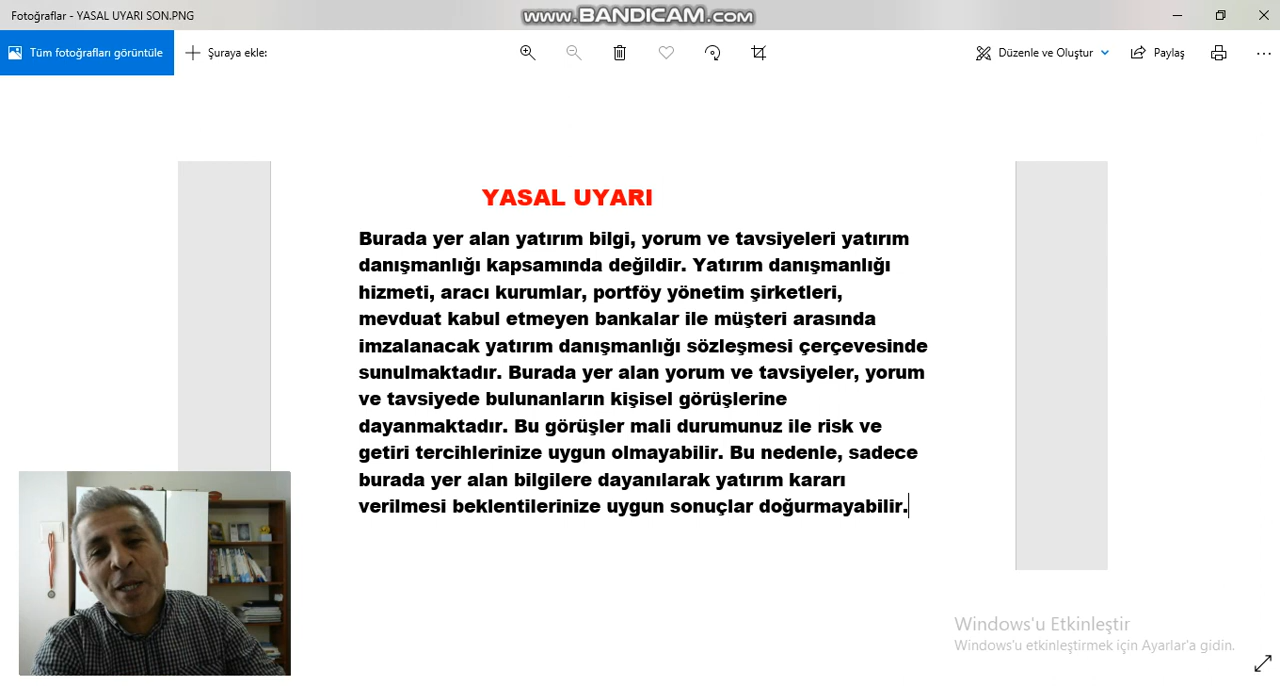 Fotoğraflar - YASAL UYARI SON.PNG
www.BANDICAM.com
Tüm fotoğrafları görüntüle
Şuraya ekle:
Düzenle ve Oluştur
Paylaş
YASAL UYARI
Burada yer alan yatırım bilgi, yorum ve tavsiyeleri yatırım
danışmanlığı kapsamında değildir. Yatırım danışmanlığı
hizmeti, aracı kurumlar, portföy yönetim şirketleri,
mevduat kabul etmeyen bankalar ile müşteri arasında
imzalanacak yatırım danışmanlığı sözleşmesi çerçevesinde
sunulmaktadır. Burada yer alan yorum ve tavsiyeler, yorum
ve tavsiyede bulunanların kişisel görüşlerine
dayanmaktadır. Bu görüşler mali durumunuz ile risk ve
getiri tercihlerinize uygun olmayabilir. Bu nedenle, sadece
burada yer alan bilgilere dayanılarak yatırım kararı
verilmesi beklentilerinize uygun sonuçlar doğurmayabilir.
Windows'u Etkinleştir
Windows'u etkinleştirmek için Ayarlar'a gidin.